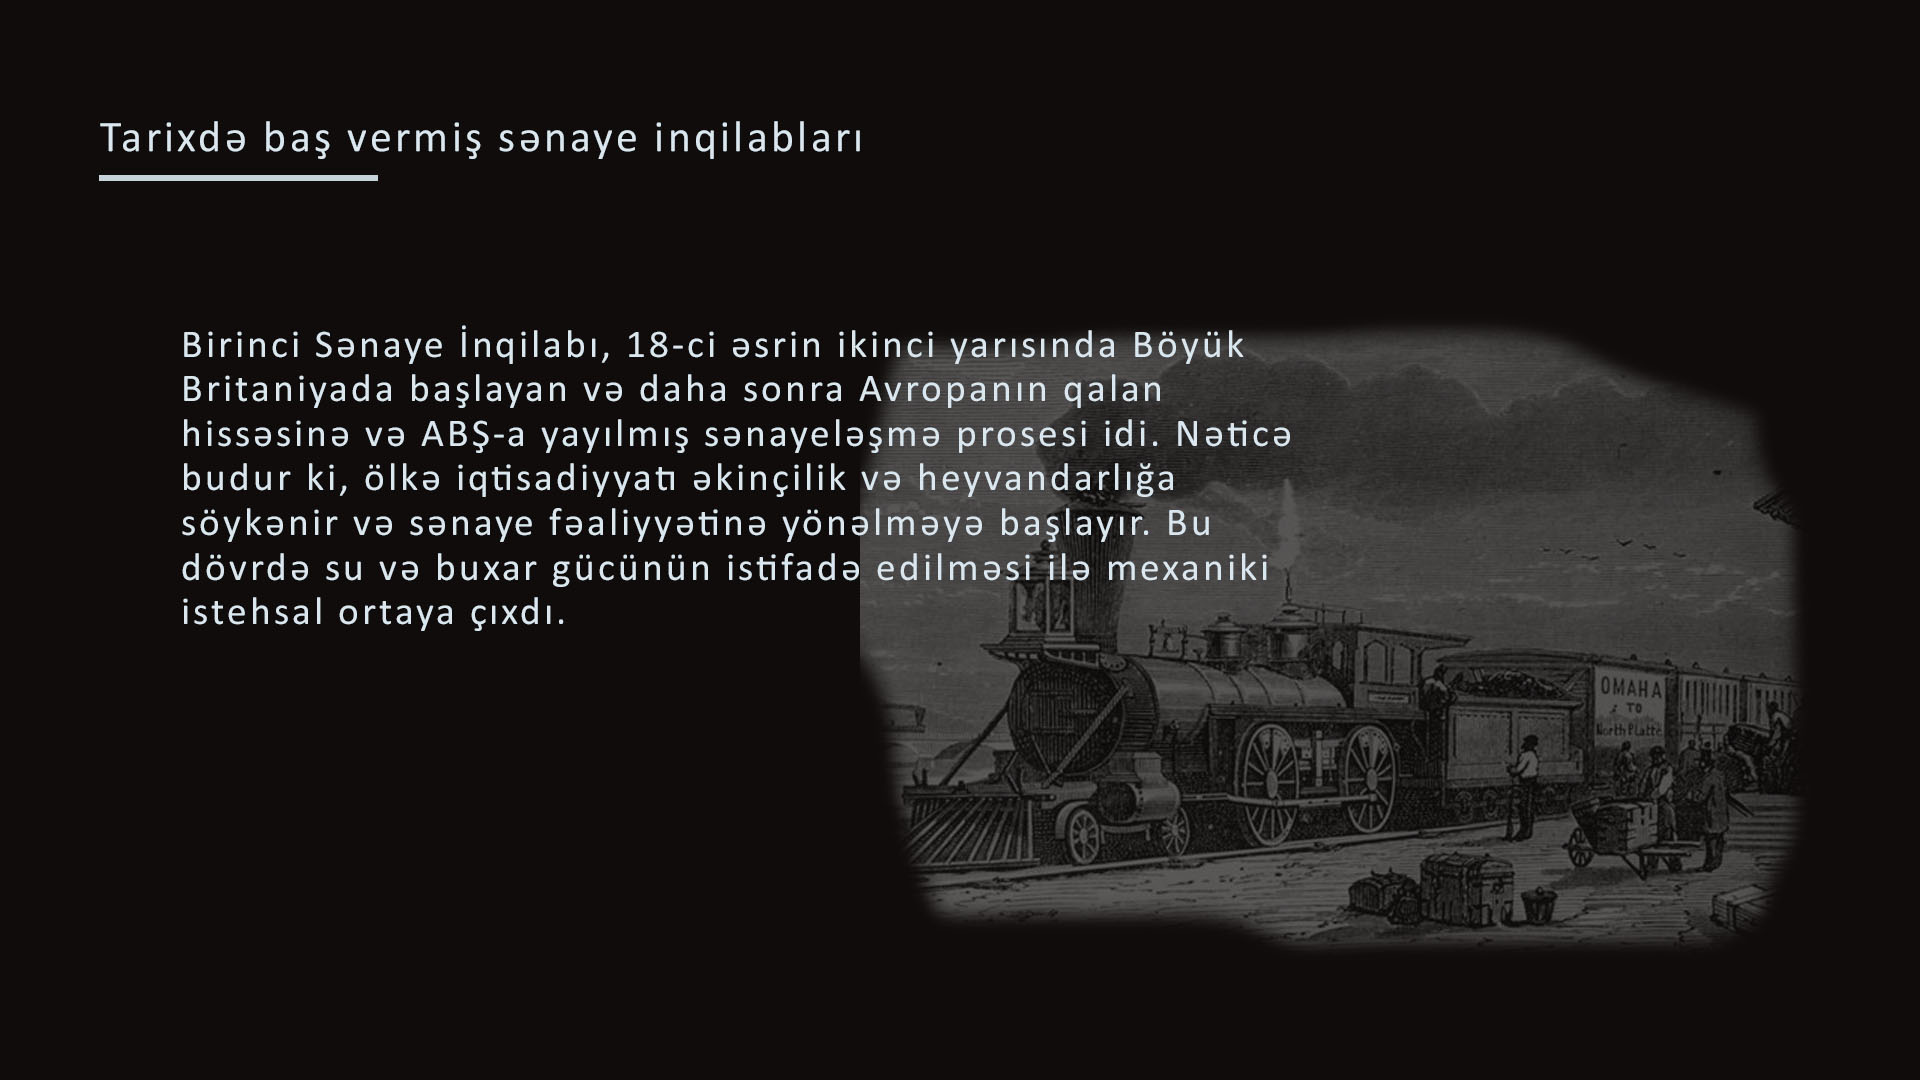 Tarixdə baş vermiş sənaye inqilabları
Birinci Sənaye İnqilabı, 18-ci əsrin ikinci yarısında Böyük
Britaniyada başlayan və daha sonra Avropanın qalan
hissəsinə və ABŞ-a yayılmış sənayeləşmə prosesi idi. Nəticə
budur ki, ölkə iqtisadiyyatı əkinçilik və heyvandarlığa
söykənir və sənaye fəaliyyətinə yönəlməyə başlayır. Bu
dövrdə su və buxar gücünün istifadə edilməsi ilə mexaniki
istehsal ortaya çıxdı.
OMAHA
TO
North Platte